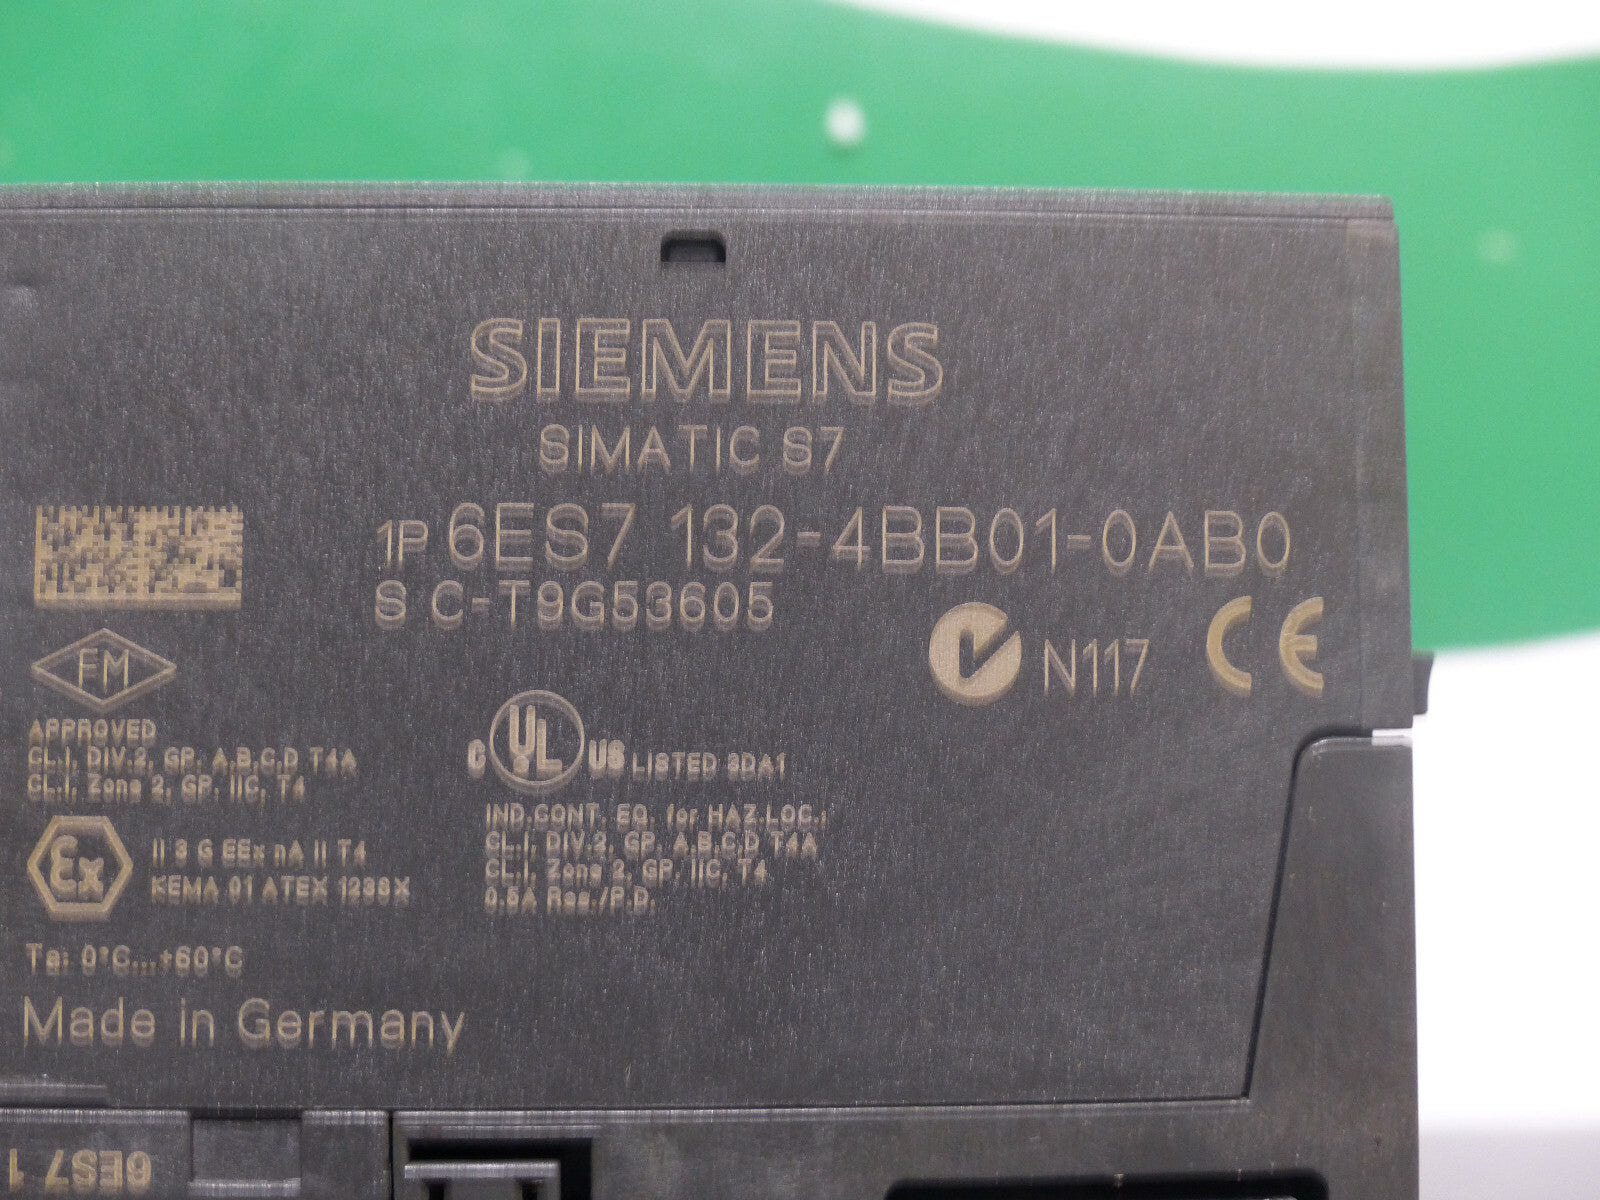 SIEMENS
SIMATIC S7
1P 6ES7 132-4BB01-0AB0
S C-T9G53605
N117 CE
FM
APPROVED
CL.I, DIV.2, GP. A,B,C,D T4A
CL.I, Zone 2, GP. IIC, T4
C UL US LISTED 3DA1
IND.CONT. EQ. for HAZ.LOC.:
CL.I, DIV.2, GP. A,B,C,D T4A
CL.I, Zone 2, GP. IIC, T4
0.5A Res./P.D.
Ex II 3 G EEx nA II T4
KEMA 01 ATEX 1238X
Ta: 0°C...+60°C
Made in Germany
6ES7 1